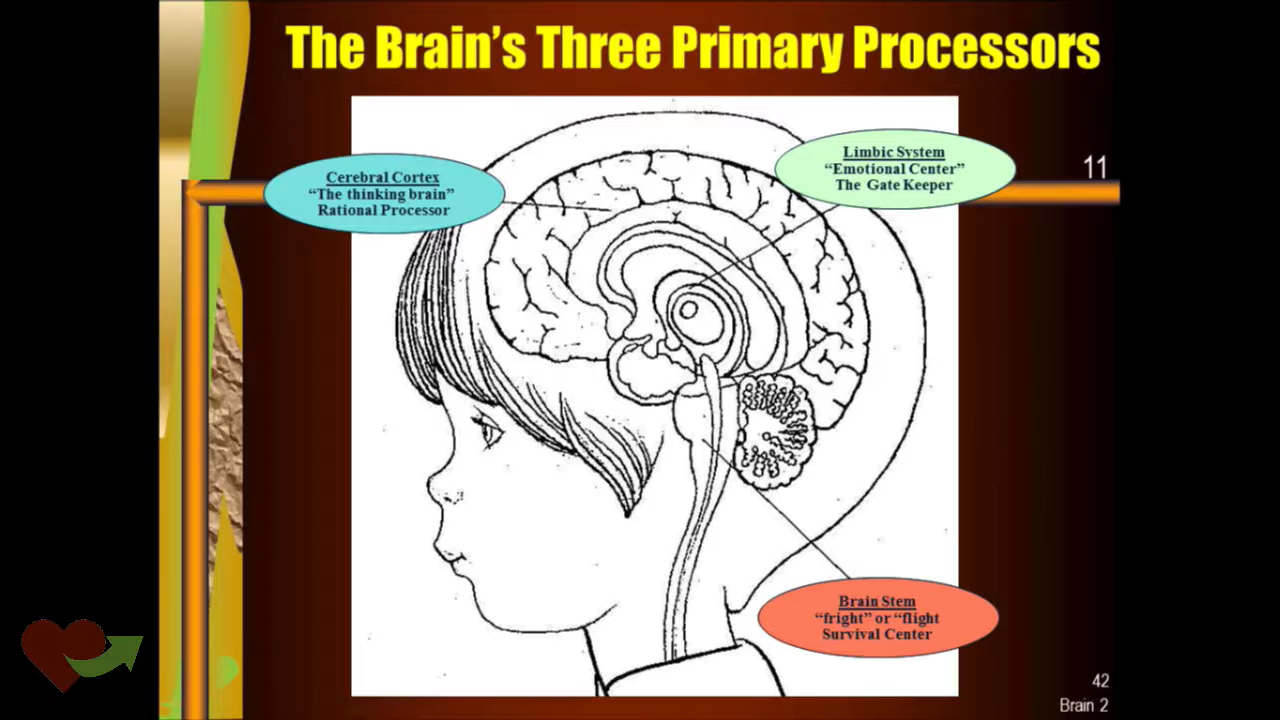 The Brain's Three Primary Processors
Limbic System
"Emotional Center"
The Gate Keeper
11
Cerebral Cortex
"The thinking brain"
Rational Processor
Brain Stem
"fright" or "flight
Survival Center
42
Brain 2